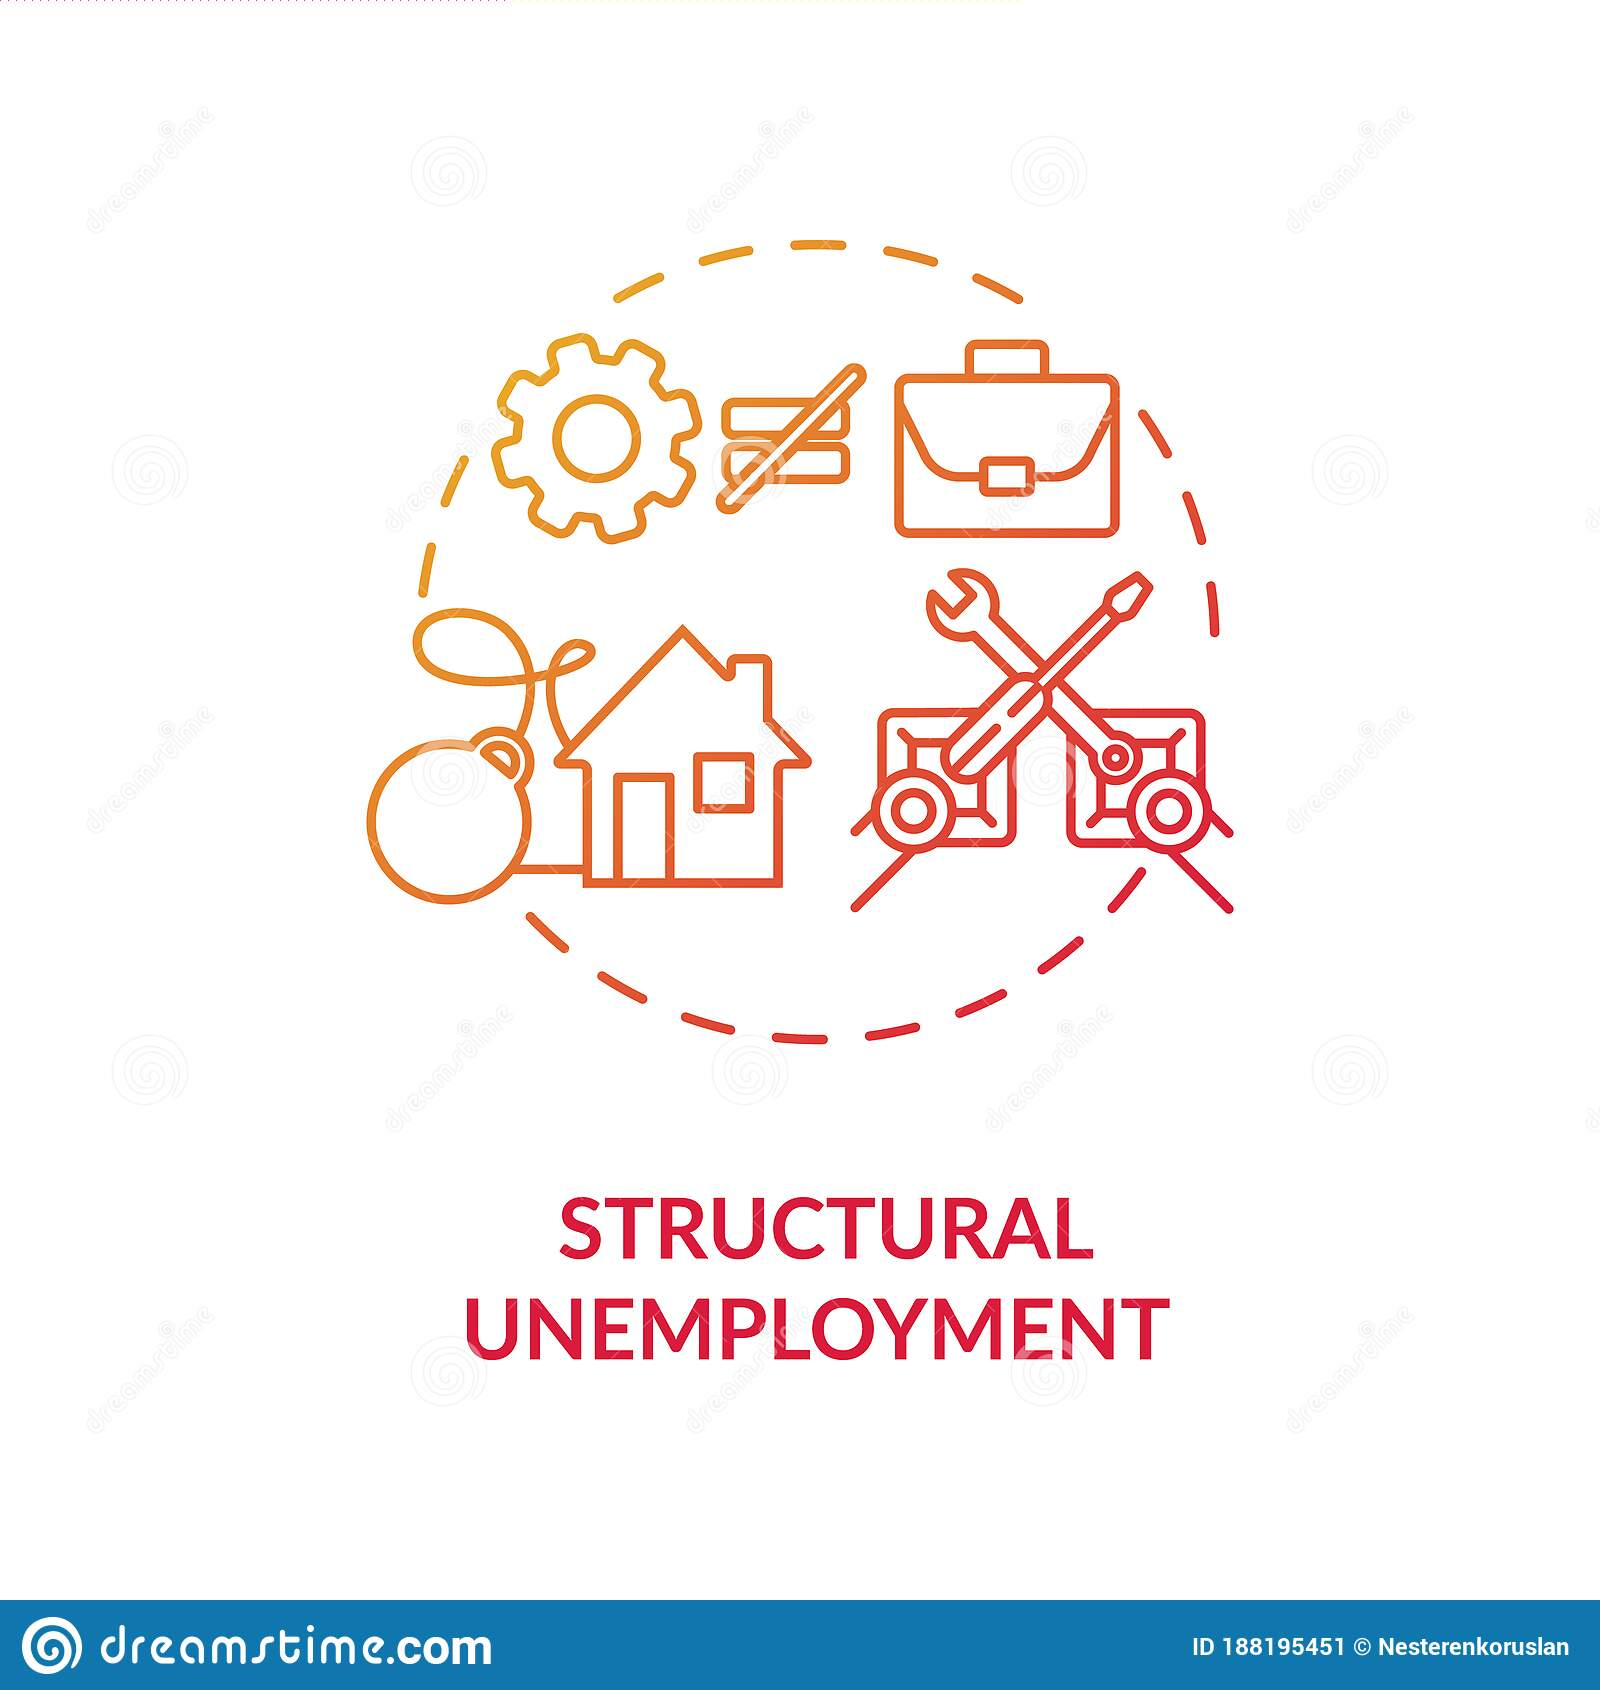 STRUCTURAL
UNEMPLOYMENT
dreamstime.com
ID 188195451 © Nesterenkoruslan